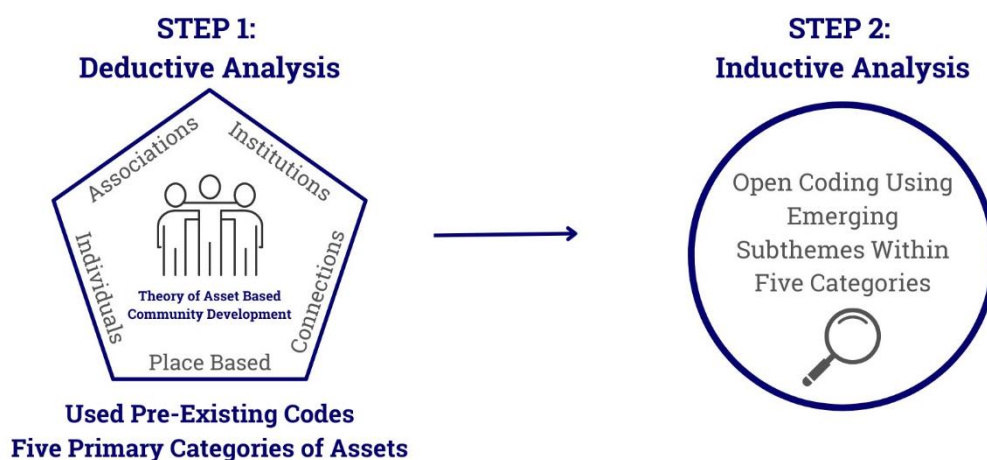 STEP 1:
Deductive Analysis
Associations
Institutions
Individuals
Connections
Theory of Asset Based
Community Development
Place Based
Used Pre-Existing Codes
Five Primary Categories of Assets
STEP 2:
Inductive Analysis
Open Coding Using
Emerging
Subthemes Within
Five Categories